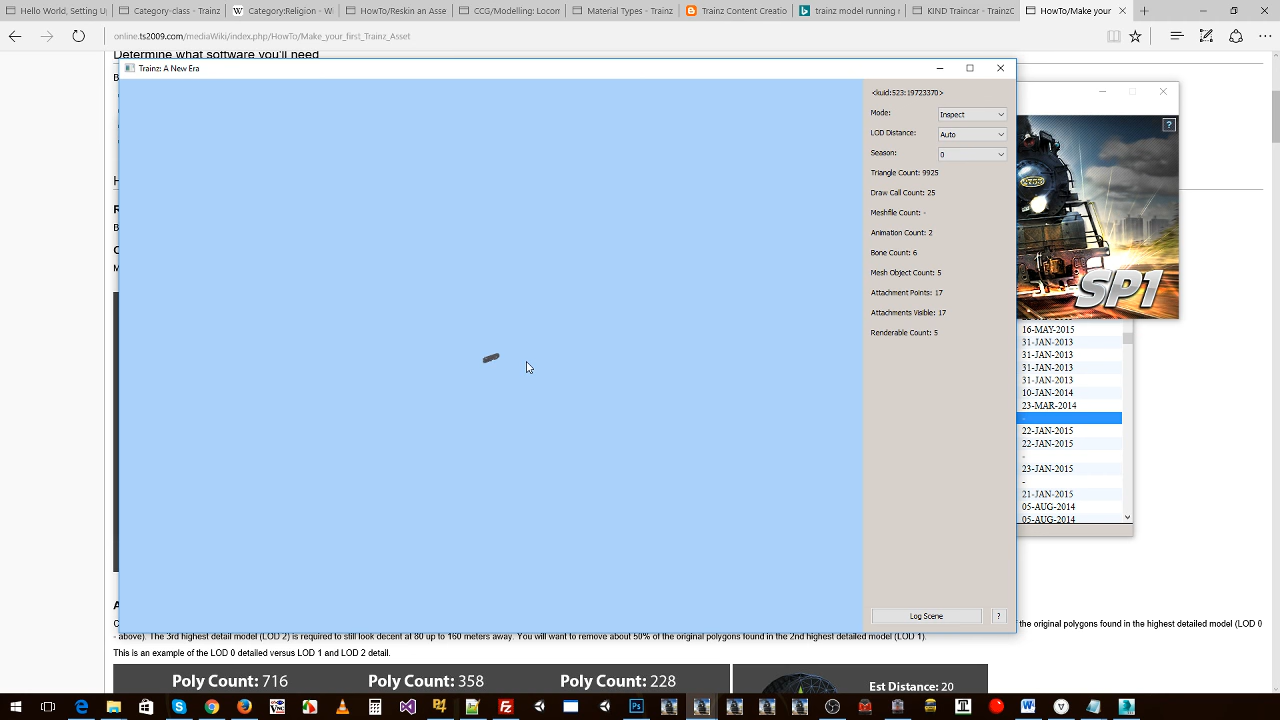 Hello World, Setting Up
Category-class - Trainz
Category:Religion - W
HowTo/Reskin an Asse
CCG/Modelling: Locom
Material Types - Trainz
Trainz Content Creatio
trainz model running n
KIND Traincar - TrainzO
HowTo/Make your
online.ts2009.com/mediaWiki/index.php/HowTo/Make_your_first_Trainz_Asset
Determine what software you'll need
Trainz: A New Era
<kuid:523:19723370>
Mode: Inspect
LOD Distance: Auto
Season: 0
Triangle Count: 9925
Draw Call Count: 25
Meshfile Count: -
Animation Count: 2
Bone Count: 6
Mesh Object Count: 5
Attachment Points: 17
Attachments Visible: 17
Renderable Count: 5
Log Scene
?
?
SP1
16-MAY-2015
31-JAN-2013
31-JAN-2013
31-JAN-2013
31-JAN-2013
10-JAN-2014
23-MAR-2014
-
22-JAN-2015
22-JAN-2015
-
23-JAN-2015
-
21-JAN-2015
05-AUG-2014
05-AUG-2014
the original polygons found in the highest detailed model (LOD 0
- above). The 3rd highest detail model (LOD 2) is required to still look decent at 80 up to 160 meters away. You will want to remove about 50% of the original polygons found in the 2nd highest detailed model (LOD 1).
This is an example of the LOD 0 detailed versus LOD 1 and LOD 2 detail.
Poly Count: 716
Poly Count: 358
Poly Count: 228
Est Distance: 20